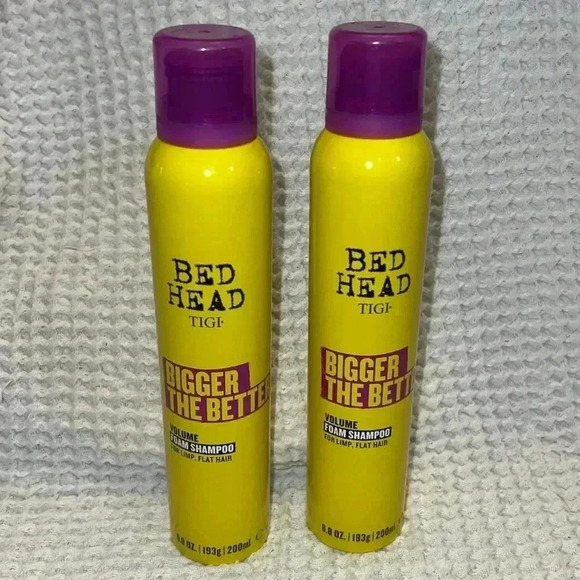 BED
HEAD
TIGI
BIGGER
THE BETTE
VOLUME
FOAM SHAMPOO
FOR LIMP, FLAT HAIR
6.8 OZ. | 193g | 200ml
BED
HEAD
TIGI
BIGGER
THE BETT
VOLUME
FOAM SHAMPOO
FOR LIMP, FLAT HAIR
6.8 OZ. | 193g | 200ml